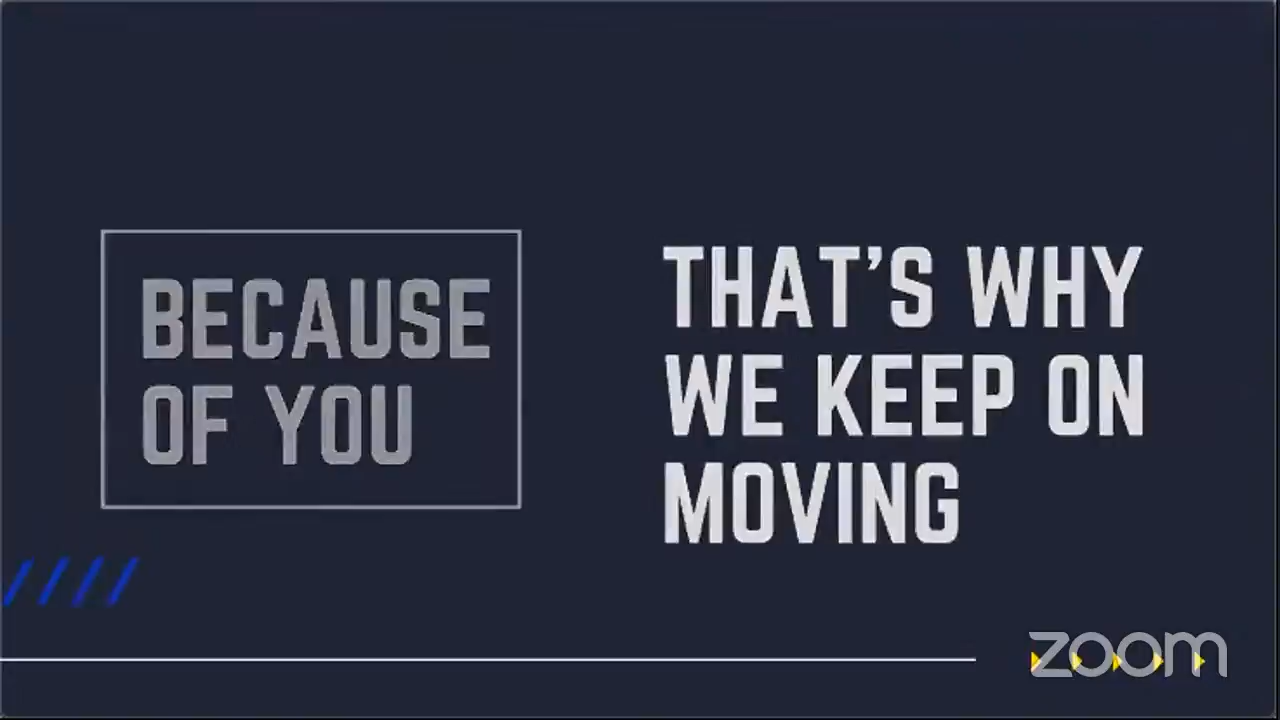 BECAUSE
OF YOU
THAT'S WHY
WE KEEP ON
MOVING
zoom